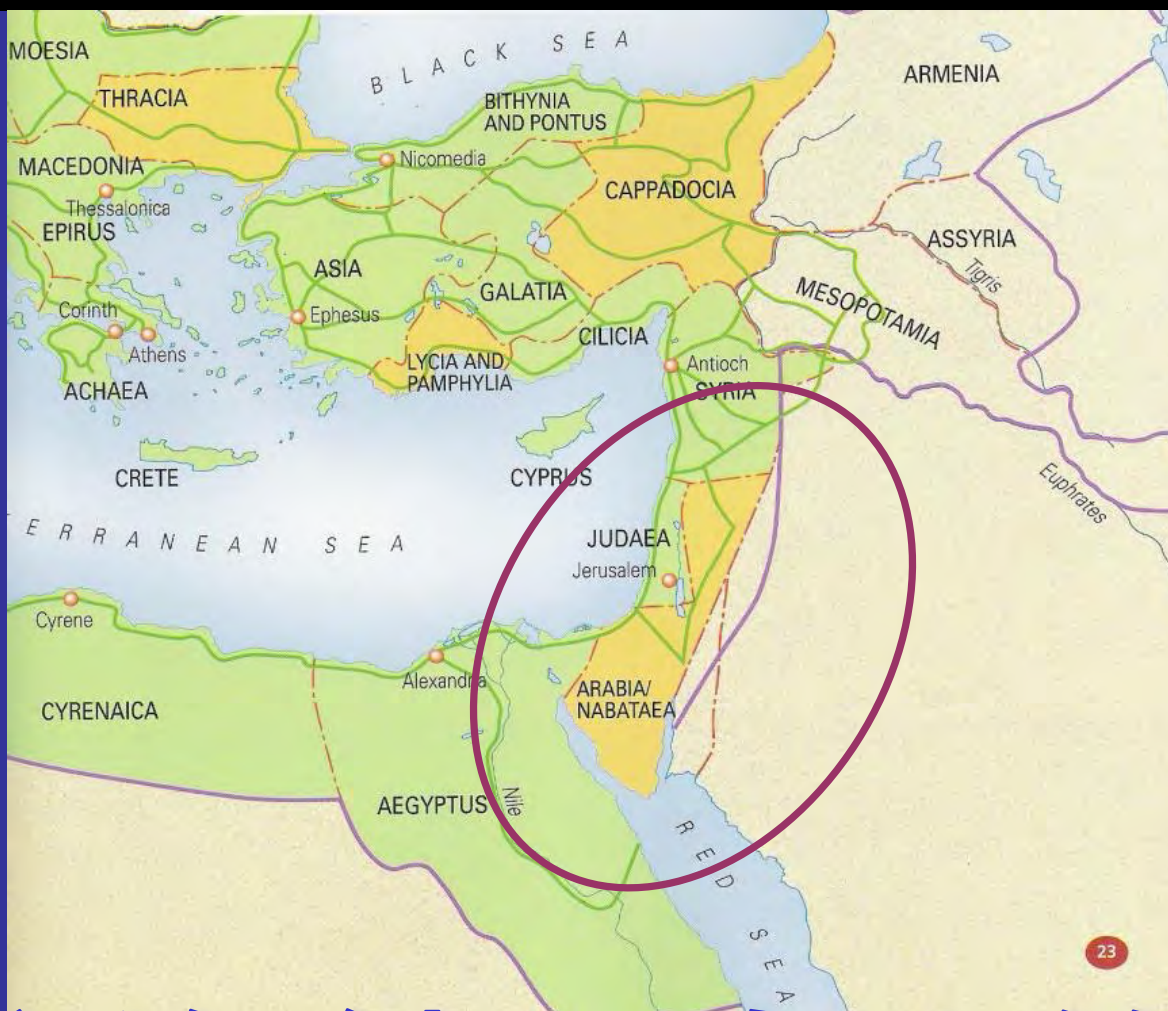 BLACK SEA
MOESIA
THRACIA
ARMENIA
BITHYNIA
AND PONTUS
MACEDONIA
Nicomedia
CAPPADOCIA
Thessalonica
EPIRUS
ASSYRIA
Tigris
ASIA
GALATIA
MESOPOTAMIA
Corinth
Ephesus
Athens
CILICIA
LYCIA AND
PAMPHYLIA
Antioch
ACHAEA
SYRIA
CRETE
CYPRUS
Euphrates
ERRANEAN SEA
JUDAEA
Jerusalem
Cyrene
Alexandria
ARABIA/
NABATAEA
CYRENAICA
AEGYPTUS
Nile
RED SEA
23